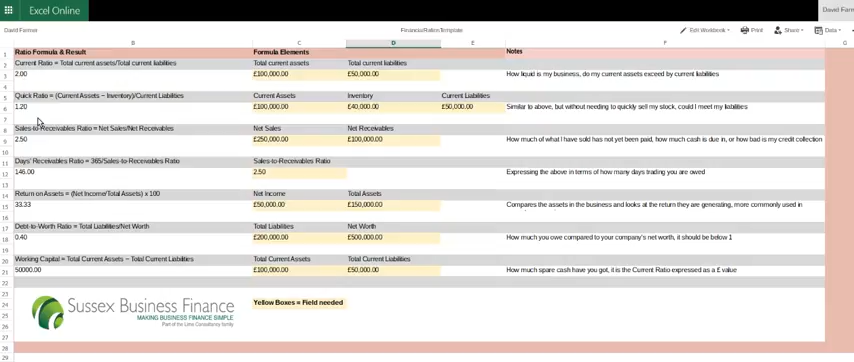 Excel Online
David Farm
David Farmer
FinancialRatiosTemplate
Edit Workbook
Print
Share
Data
B C D E F G
1 Ratio Formula & Result Formula Elements Notes
2 Current Ratio = Total current assets/Total current liabilities Total current assets Total current liabilities
3 2.00 £100,000.00 £50,000.00 How liquid is my business, do my current assets exceed by current liabilities
4
5 Quick Ratio = (Current Assets − Inventory)/Current Liabilities Current Assets Inventory Current Liabilities
6 1.20 £100,000.00 £40,000.00 £50,000.00 Similar to above, but without needing to quickly sell my stock, could I meet my liabilities
7
8 Sales-to-Receivables Ratio = Net Sales/Net Receivables Net Sales Net Receivables
9 2.50 £250,000.00 £100,000.00 How much of what I have sold has not yet been paid, how much cash is due in, or how bad is my credit collection
10
11 Days' Receivables Ratio = 365/Sales-to-Receivables Ratio Sales-to-Receivables Ratio
12 146.00 2.50 Expressing the above in terms of how many days trading you are owed
13
14 Return on Assets = (Net Income/Total Assets) x 100 Net Income Total Assets
15 33.33 £50,000.00 £150,000.00 Compares the assets in the business and looks at the return they are generating, more commonly used in
16
17 Debt-to-Worth Ratio = Total Liabilities/Net Worth Total Liabilities Net Worth
18 0.40 £200,000.00 £500,000.00 How much you owe compared to your company's net worth, it should be below 1
19
20 Working Capital = Total Current Assets − Total Current Liabilities Total Current Assets Total Current Liabilities
21 50000.00 £100,000.00 £50,000.00 How much spare cash have you got, it is the Current Ratio expressed as a £ value
22
23
24 Sussex Business Finance Yellow Boxes = Field needed
25 MAKING BUSINESS FINANCE SIMPLE
26 Part of the Lime Consultancy family
27
28
29